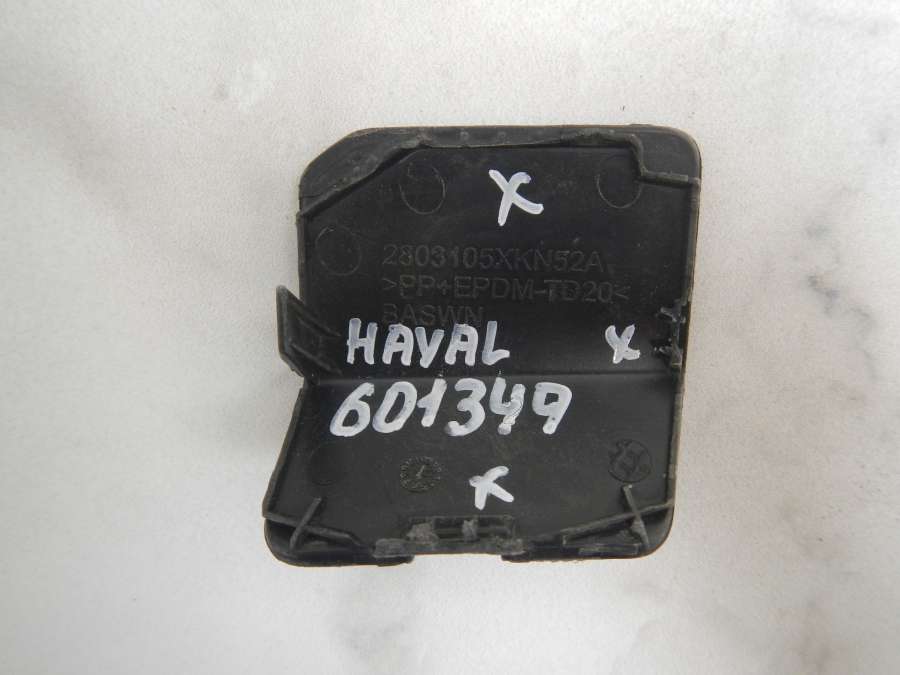 X
2803105XKN52A
>PP+EPDM-TD20<
BASWN
HAVAL X
601349
X